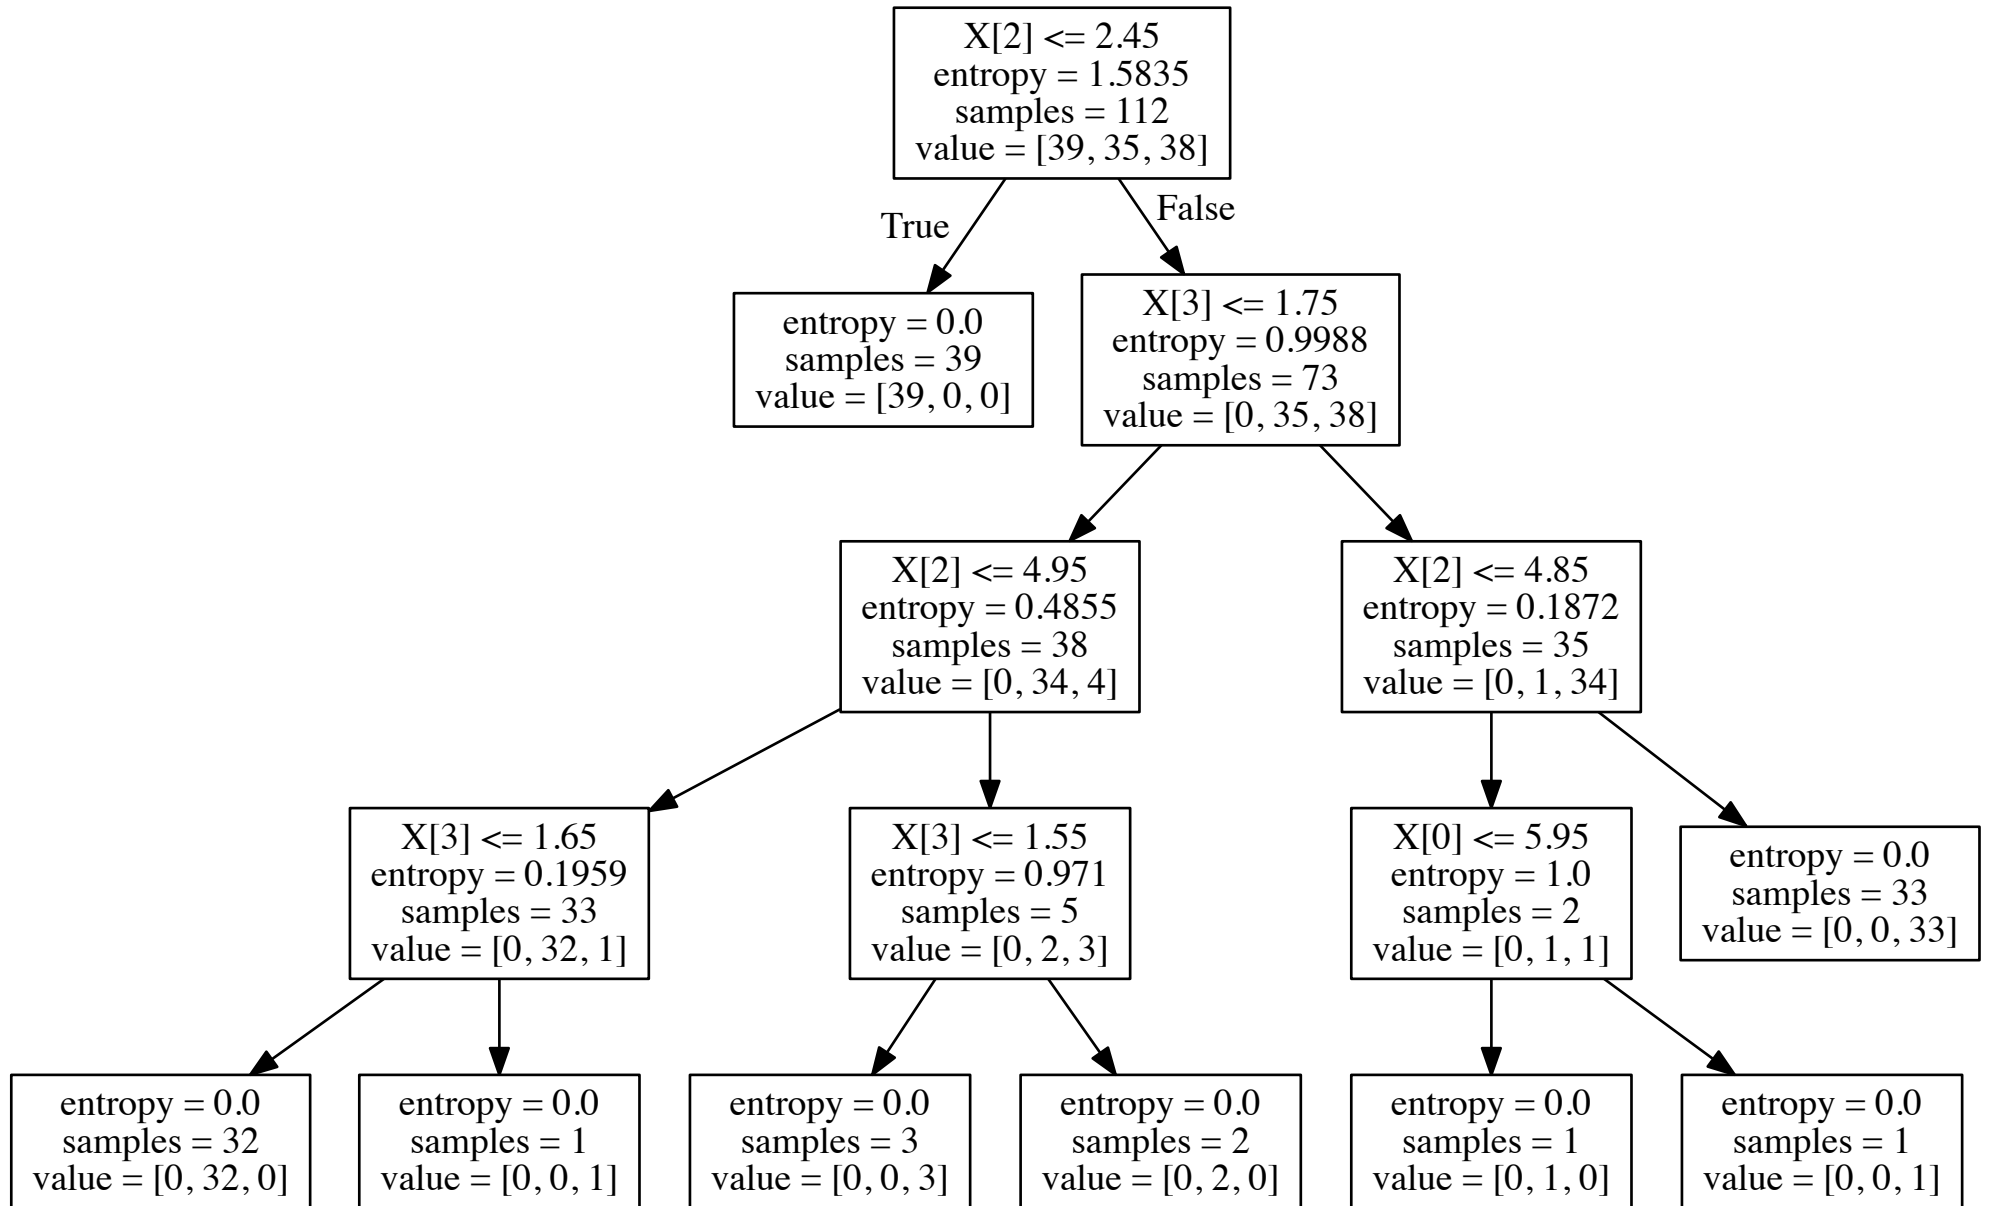 X[2] <= 2.45
entropy = 1.5835
samples = 112
value = [39, 35, 38]
True
False
entropy = 0.0
samples = 39
value = [39, 0, 0]
X[3] <= 1.75
entropy = 0.9988
samples = 73
value = [0, 35, 38]
X[2] <= 4.95
entropy = 0.4855
samples = 38
value = [0, 34, 4]
X[2] <= 4.85
entropy = 0.1872
samples = 35
value = [0, 1, 34]
X[3] <= 1.65
entropy = 0.1959
samples = 33
value = [0, 32, 1]
X[3] <= 1.55
entropy = 0.971
samples = 5
value = [0, 2, 3]
X[0] <= 5.95
entropy = 1.0
samples = 2
value = [0, 1, 1]
entropy = 0.0
samples = 33
value = [0, 0, 33]
entropy = 0.0
samples = 32
value = [0, 32, 0]
entropy = 0.0
samples = 1
value = [0, 0, 1]
entropy = 0.0
samples = 3
value = [0, 0, 3]
entropy = 0.0
samples = 2
value = [0, 2, 0]
entropy = 0.0
samples = 1
value = [0, 1, 0]
entropy = 0.0
samples = 1
value = [0, 0, 1]